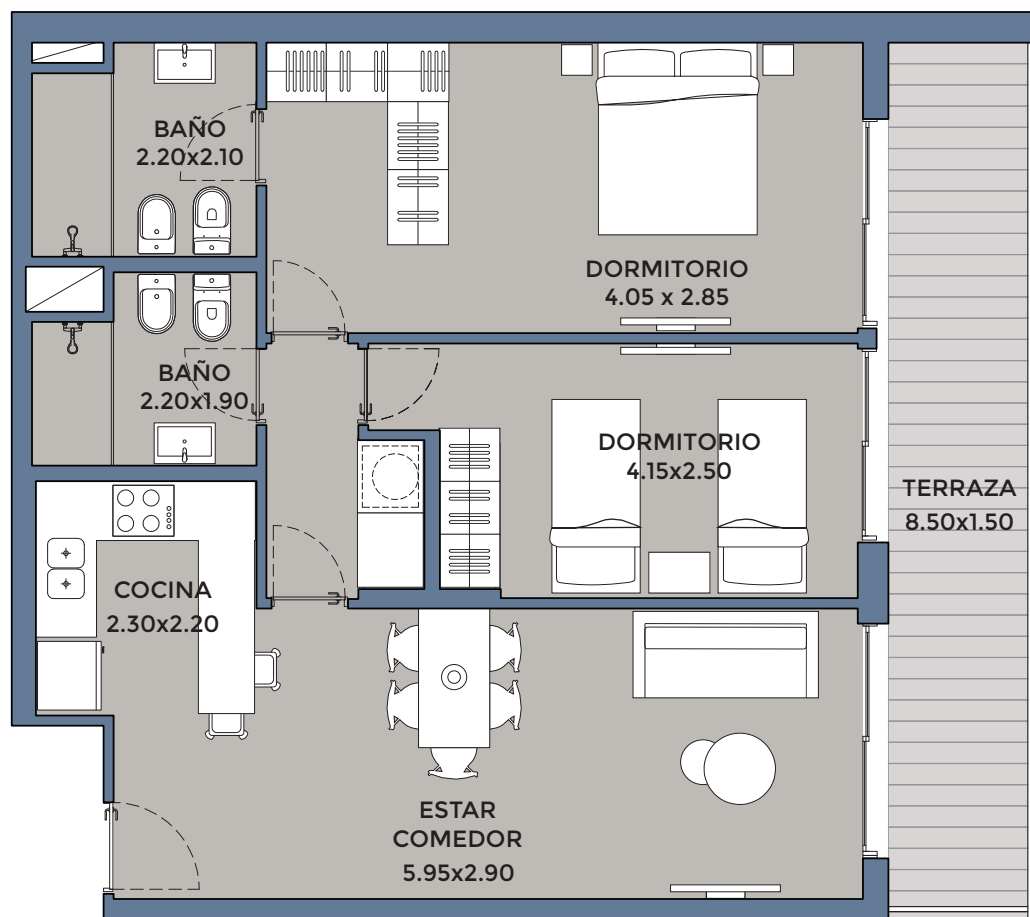 BAÑO
2.20x2.10
DORMITORIO
4.05 x 2.85
BAÑO
2.20x1.90
DORMITORIO
4.15x2.50
TERRAZA
8.50x1.50
COCINA
2.30x2.20
ESTAR
COMEDOR
5.95x2.90